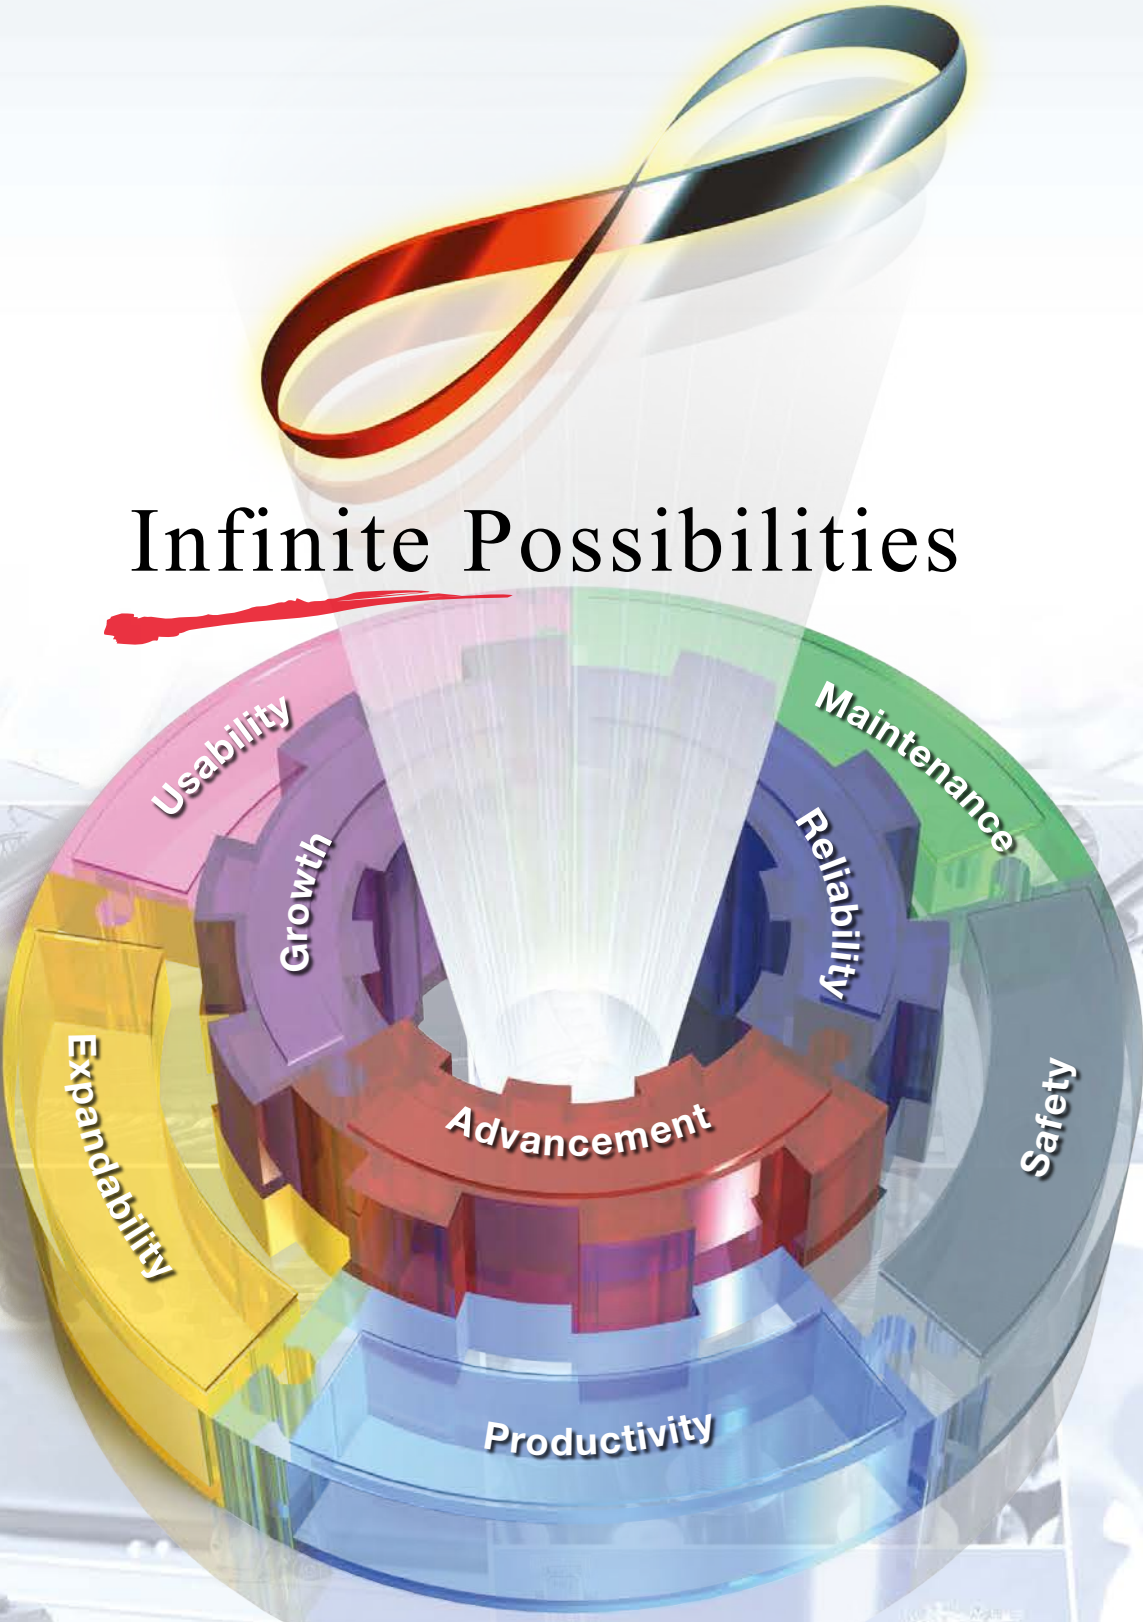 Infinite Possibilities
Usability
Maintenance
Growth
Reliability
Expandability
Safety
Advancement
Productivity